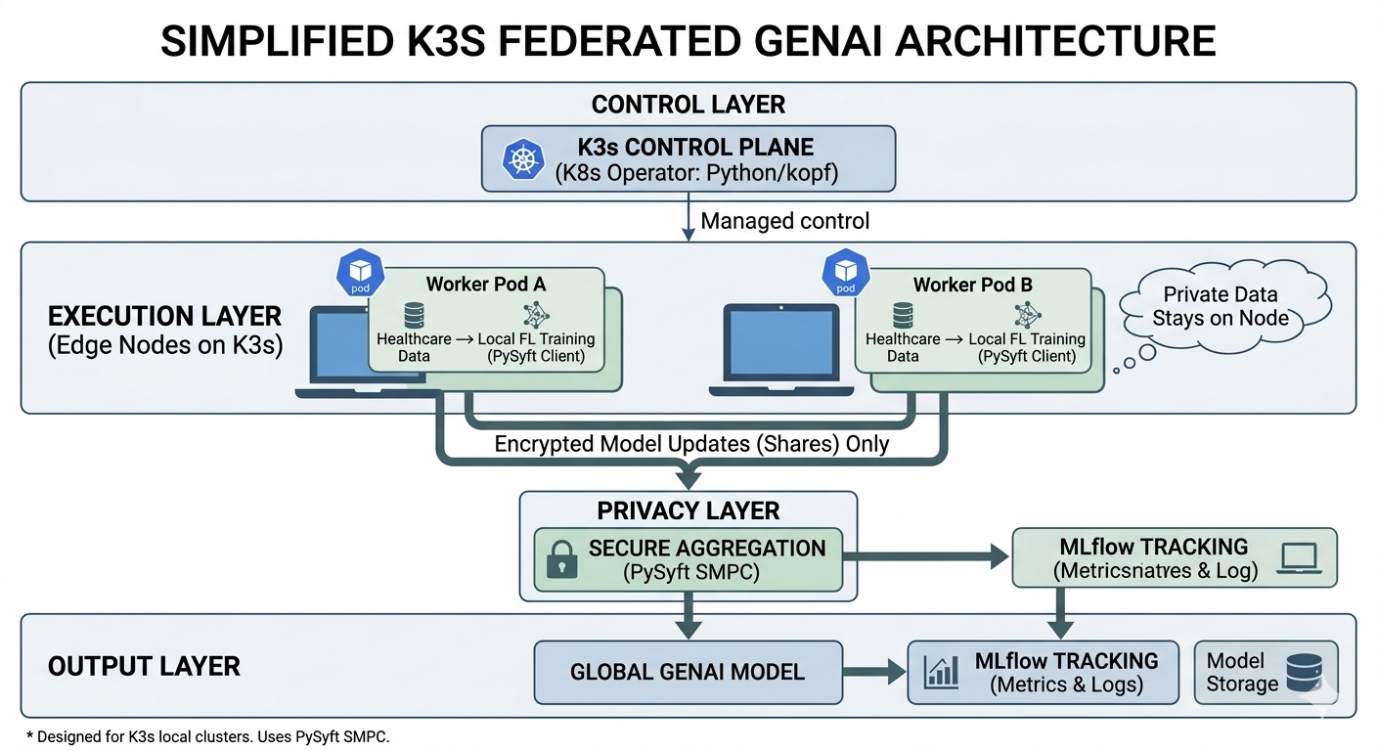 SIMPLIFIED K3S FEDERATED GENAI ARCHITECTURE
CONTROL LAYER
K3s CONTROL PLANE
(K8s Operator: Python/kopf)
Managed control
EXECUTION LAYER
(Edge Nodes on K3s)
pod
Worker Pod A
Healthcare
Data
Local FL Training
(PySyft Client)
pod
Worker Pod B
Healthcare
Data
Local FL Training
(PySyft Client)
Private Data
Stays on Node
Encrypted Model Updates (Shares) Only
PRIVACY LAYER
SECURE AGGREGATION
(PySyft SMPC)
MLflow TRACKING
& Log)
OUTPUT LAYER
GLOBAL GENAI MODEL
MLflow TRACKING
(Metrics & Logs)
Model
Storage
* Designed for K3s local clusters. Uses PySyft SMPC.